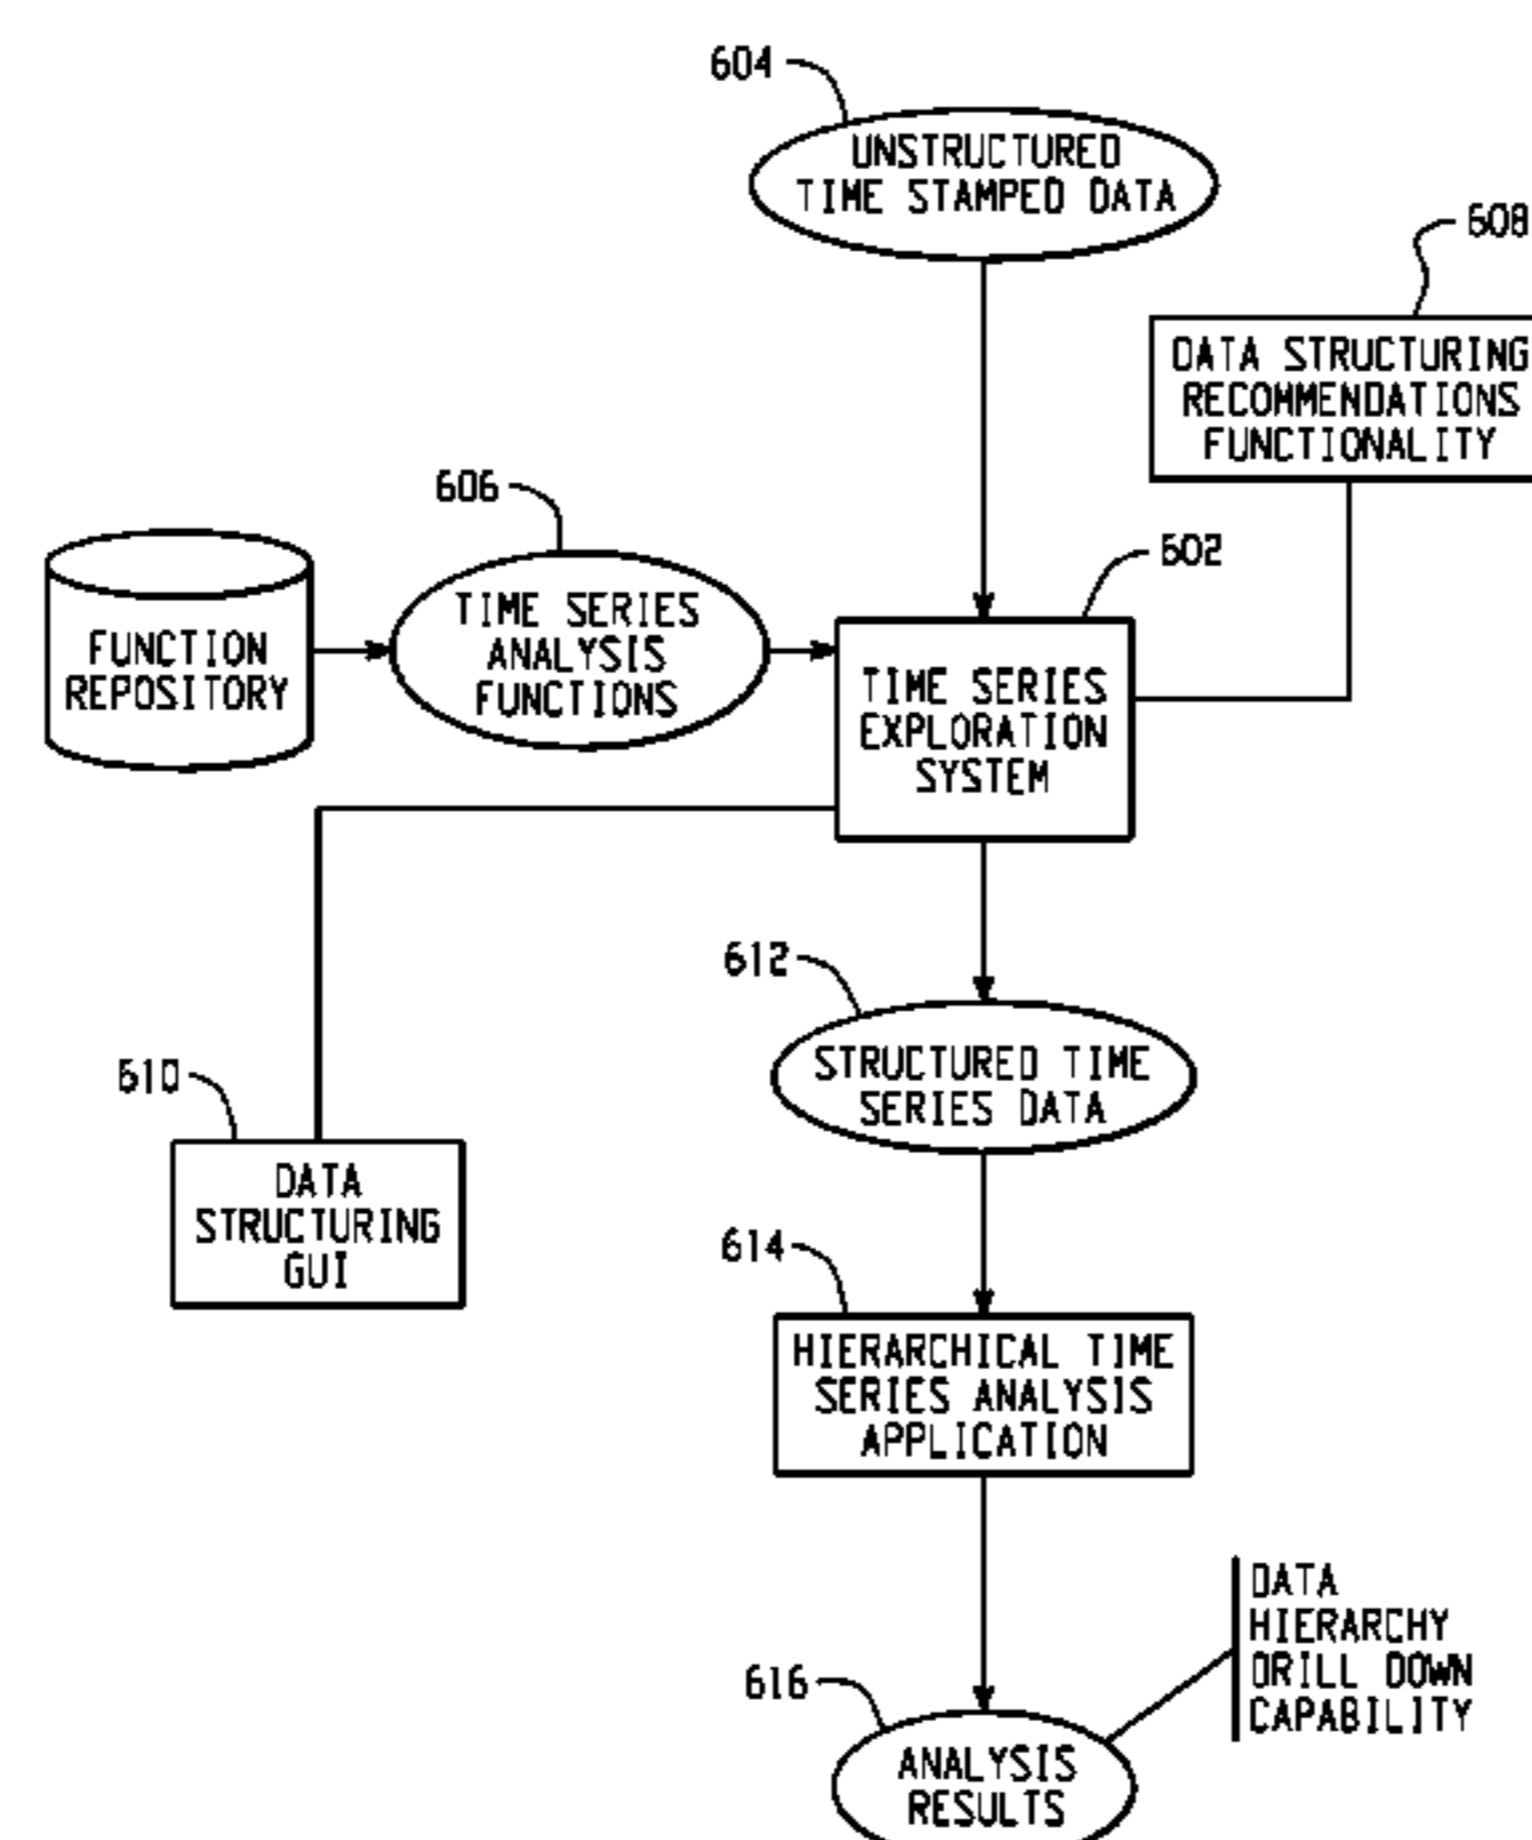 604
UNSTRUCTURED
TIME STAMPED DATA
608
DATA STRUCTURING
RECOMMENDATIONS
FUNCTIONALITY
606
602
FUNCTION
REPOSITORY
TIME SERIES
ANALYSIS
FUNCTIONS
TIME SERIES
EXPLORATION
SYSTEM
612
STRUCTURED TIME
SERIES DATA
610
DATA
STRUCTURING
GUI
614
HIERARCHICAL TIME
SERIES ANALYSIS
APPLICATION
DATA
HIERARCHY
DRILL DOWN
CAPABILITY
616
ANALYSIS
RESULTS